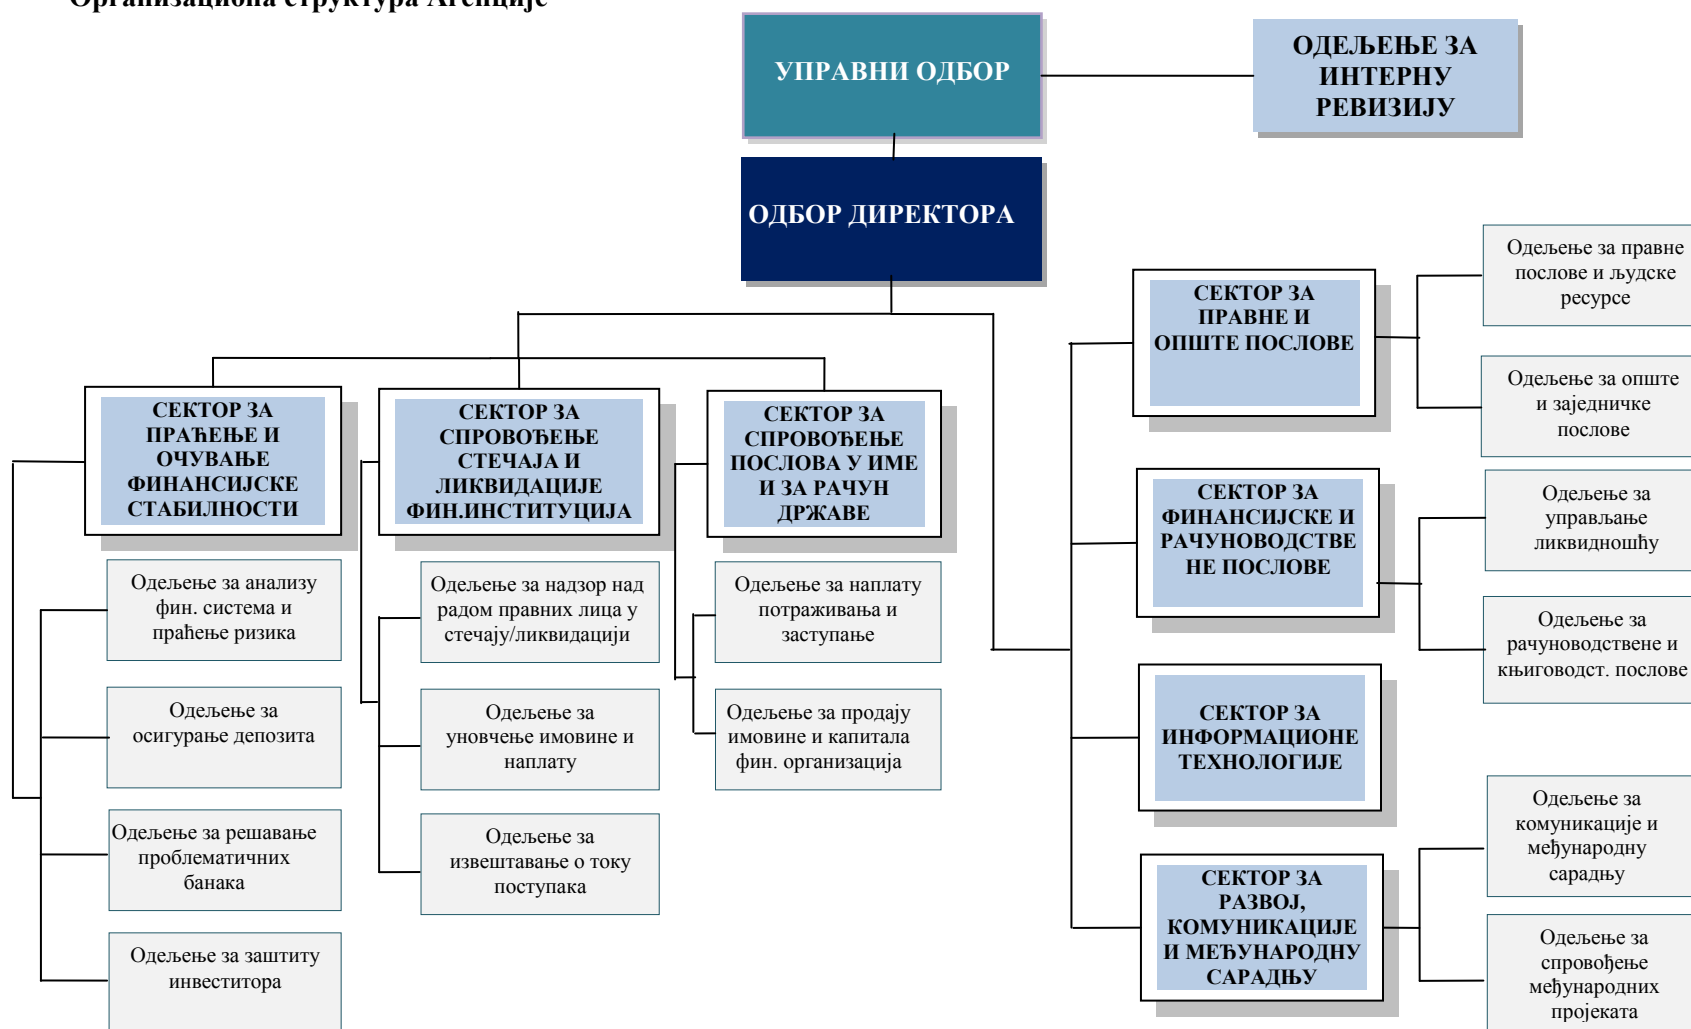 Организациона структура Агенције
УПРАВНИ ОДБОР
ОДЕЉЕЊЕ ЗА
ИНТЕРНУ
РЕВИЗИЈУ
ОДБОР ДИРЕКТОРА
СЕКТОР ЗА
ПРАЋЕЊЕ И
ОЧУВАЊЕ
ФИНАНСИЈСКЕ
СТАБИЛНОСТИ
Одељење за анализу
фин. система и
праћење ризика
Одељење за
осигурање депозита
Одељење за решавање
проблематичних
банака
Одељење за заштиту
инвеститора
СЕКТОР ЗА
СПРОВОЂЕЊЕ
СТЕЧАЈА И
ЛИКВИДАЦИЈЕ
ФИН.ИНСТИТУЦИЈА
Одељење за надзор над
радом правних лица у
стечају/ликвидацији
Одељење за
уновчење имовине и
наплату
Одељење за
извештавање о току
поступака
СЕКТОР ЗА
СПРОВОЂЕЊЕ
ПОСЛОВА У ИМЕ
И ЗА РАЧУН
ДРЖАВЕ
Одељење за наплату
потраживања и
заступање
Одељење за продају
имовине и капитала
фин. организација
СЕКТОР ЗА
ПРАВНЕ И
ОПШТЕ ПОСЛОВЕ
Одељење за правне
послове и људске
ресурсе
Одељење за опште
и заједничке
послове
СЕКТОР ЗА
ФИНАНСИЈСКЕ И
РАЧУНОВОДСТВЕ
НЕ ПОСЛОВЕ
Одељење за
управљање
ликвидношћу
Одељење за
рачуноводствене и
књиговодст. послове
СЕКТОР ЗА
ИНФОРМАЦИОНЕ
ТЕХНОЛОГИЈЕ
СЕКТОР ЗА
РАЗВОЈ,
КОМУНИКАЦИЈЕ
И МЕЂУНАРОДНУ
САРАДЊУ
Одељење за
комуникације и
међународну
сарадњу
Одељење за
спровођење
међународних
пројеката